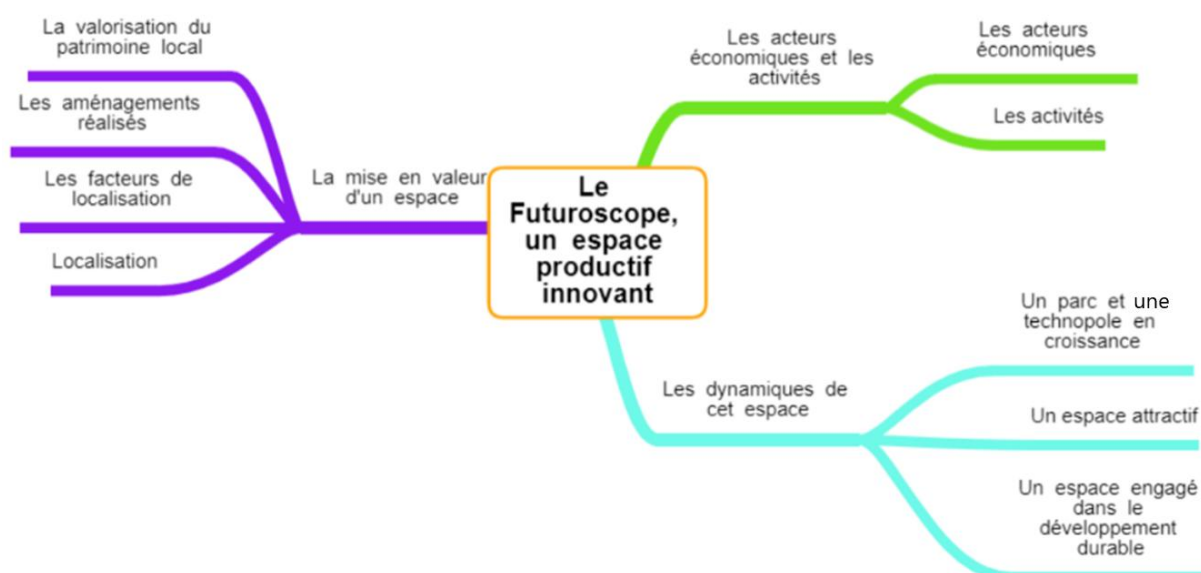 La valorisation du
patrimoine local
Les aménagements
réalisés
Les facteurs de
localisation
Localisation
La mise en valeur
d'un espace
Le
Futuroscope,
un espace
productif
innovant
Les acteurs
économiques et les
activités
Les acteurs
économiques
Les activités
Les dynamiques de
cet espace
Un parc et une
technopole en
croissance
Un espace attractif
Un espace engagé
dans le
développement
durable